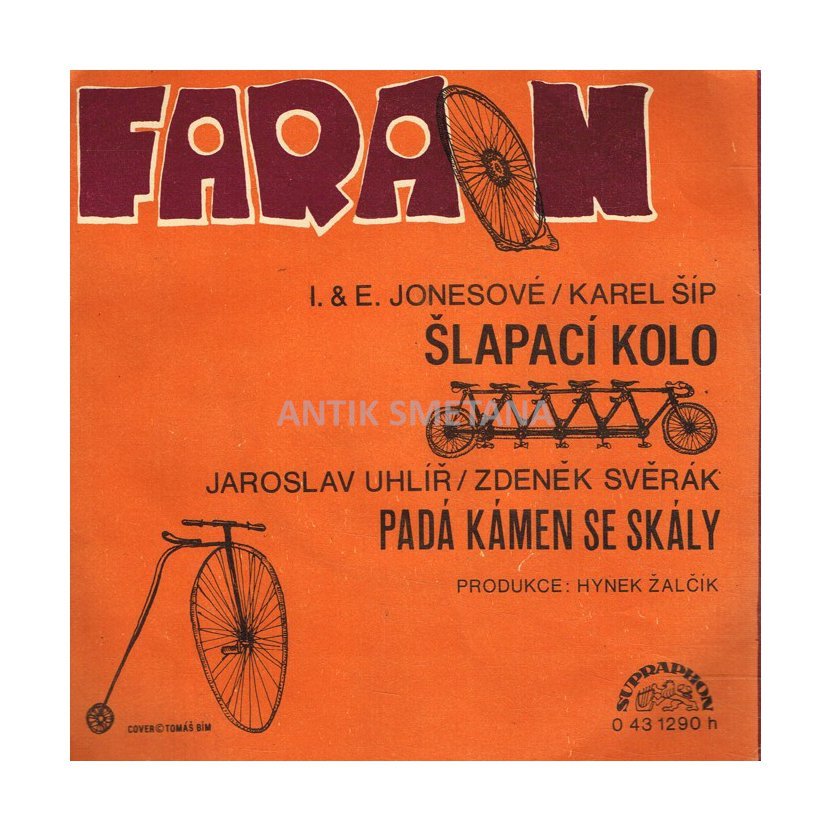 FARAON
I. & E. JONESOVÉ / KAREL ŠÍP
ŠLAPACÍ KOLO
ANTIK SMETANA
JAROSLAV UHLÍŘ / ZDENĚK SVĚRÁK
PADÁ KÁMEN SE SKÁLY
PRODUKCE: HYNEK ŽALČÍK
SUPRAPHON
0 43 1290 h
COVER © TOMÁŠ BÍM